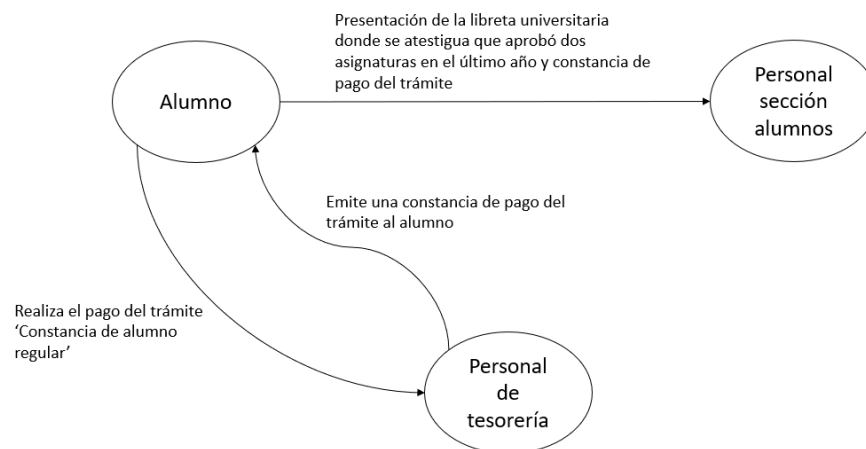 Presentación de la libreta universitaria
donde se atestigua que aprobó dos
asignaturas en el último año y constancia de
pago del trámite
Alumno
Personal
sección
alumnos
Emite una constancia de pago del
trámite al alumno
Realiza el pago del trámite
‘Constancia de alumno
regular’
Personal
de
tesorería